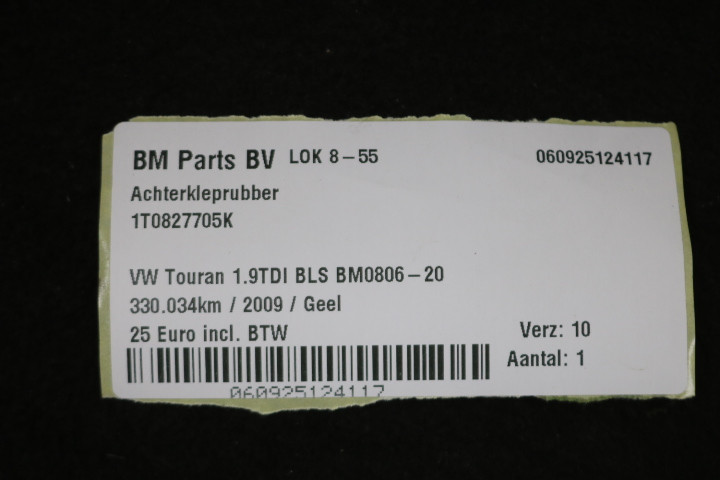 BM Parts BV LOK 8-55 060925124117
Achterkleprubber
1T0827705K
VW Touran 1.9TDI BLS BM0806-20
330.034km / 2009 / Geel
25 Euro incl. BTW Verz: 10
Aantal: 1
060925124117